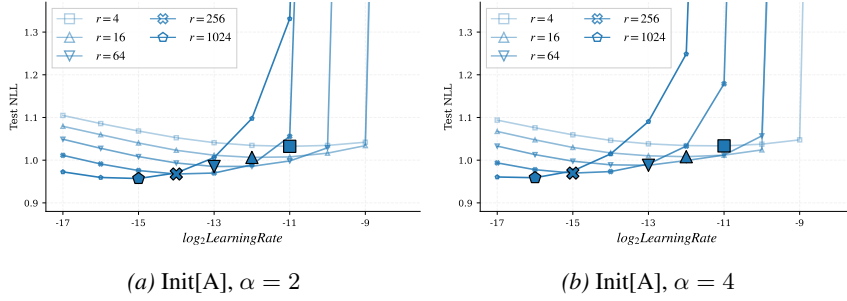 r = 4
r = 256
r = 16
r = 1024
r = 64
Test NLL
1.3
1.2
1.1
1.0
0.9
-17
-15
-13
-11
-9
log2LearningRate
(a) Init[A], α = 2
r = 4
r = 256
r = 16
r = 1024
r = 64
Test NLL
1.3
1.2
1.1
1.0
0.9
-17
-15
-13
-11
-9
log2LearningRate
(b) Init[A], α = 4